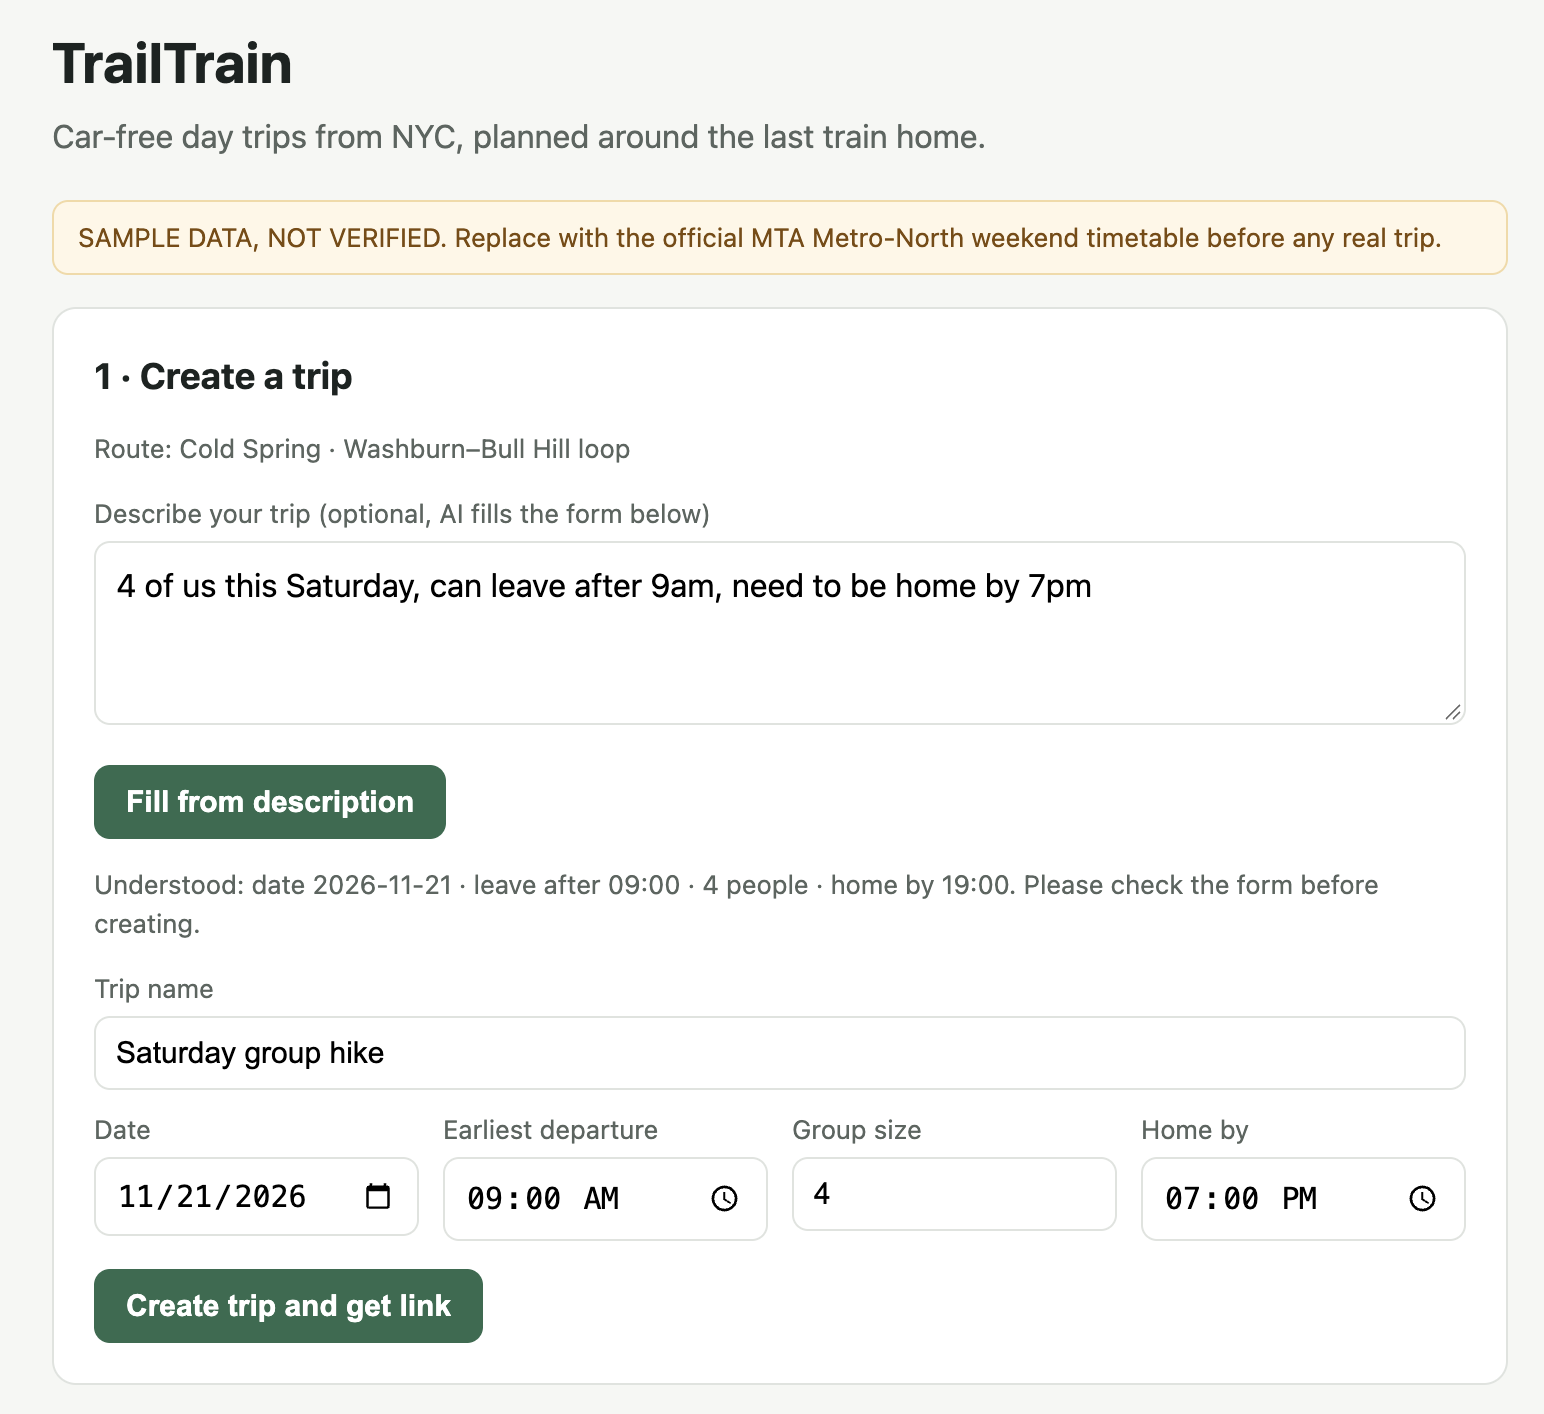 TrailTrain
Car-free day trips from NYC, planned around the last train home.
SAMPLE DATA, NOT VERIFIED. Replace with the official MTA Metro-North weekend timetable before any real trip.
1 · Create a trip
Route: Cold Spring · Washburn–Bull Hill loop
Describe your trip (optional, AI fills the form below)
4 of us this Saturday, can leave after 9am, need to be home by 7pm
Fill from description
Understood: date 2026-11-21 · leave after 09:00 · 4 people · home by 19:00. Please check the form before
creating.
Trip name
Saturday group hike
Date Earliest departure Group size Home by
11/21/2026 09:00 AM 4 07:00 PM
Create trip and get link